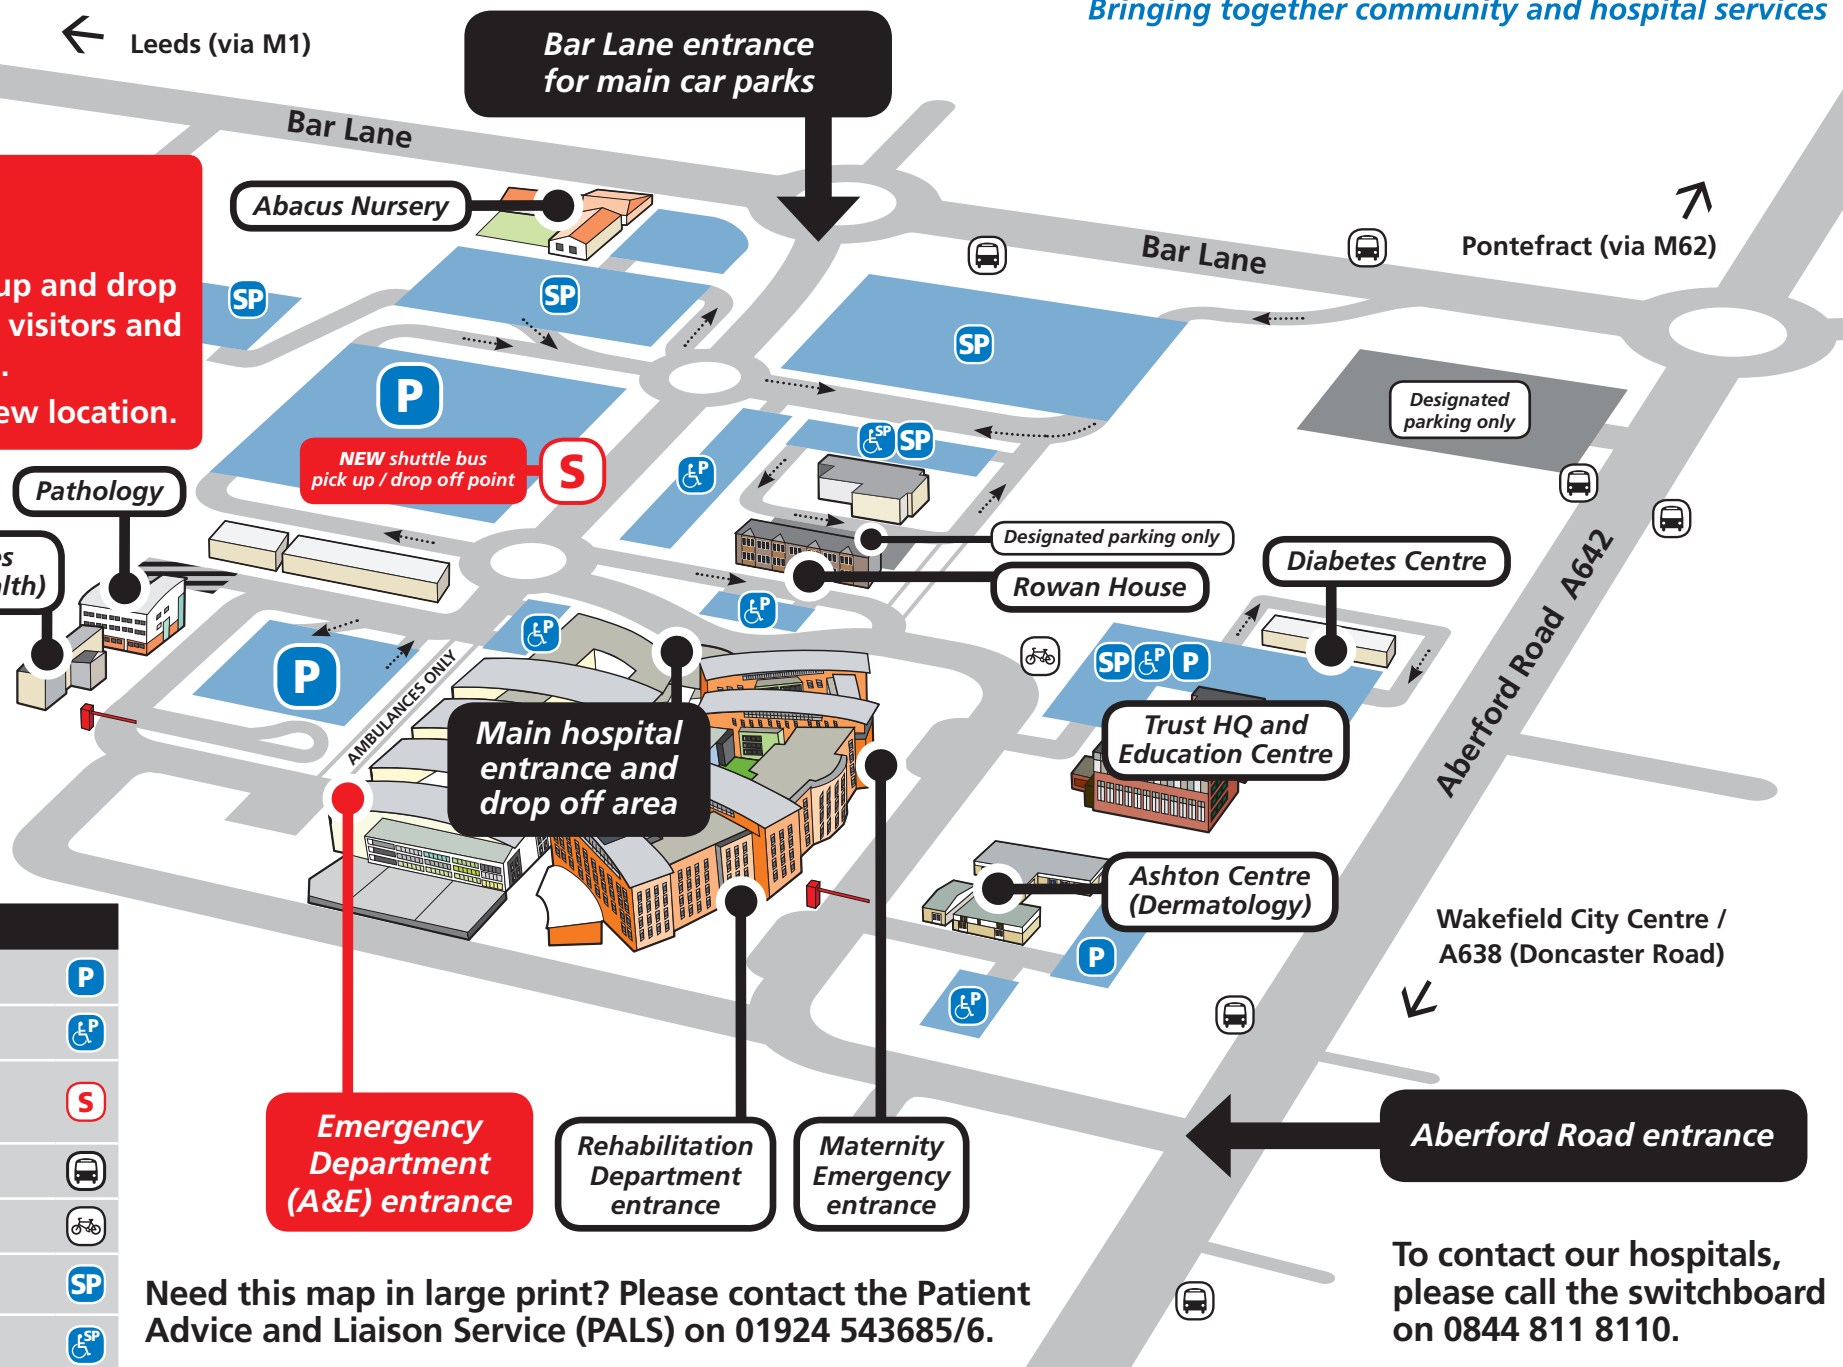 Bringing together community and hospital services
Leeds (via M1)
Bar Lane entrance
for main car parks
Bar Lane
Abacus Nursery
Bar Lane
Pontefract (via M62)
up and drop
visitors and
.
ew location.
SP
SP
SP
P
Designated
parking only
SP
SP
P
NEW shuttle bus
pick up / drop off point
S
Pathology
es
lth)
Designated parking only
Rowan House
Diabetes Centre
P
P
P
SP
P
P
AMBULANCES ONLY
Aberford Road A642
Main hospital
entrance and
drop off area
Trust HQ and
Education Centre
Ashton Centre
(Dermatology)
P
P
Wakefield City Centre /
A638 (Doncaster Road)
P
P
S
SP
SP
Emergency
Department
(A&E) entrance
Rehabilitation
Department
entrance
Maternity
Emergency
entrance
Aberford Road entrance
Need this map in large print? Please contact the Patient
Advice and Liaison Service (PALS) on 01924 543685/6.
To contact our hospitals,
please call the switchboard
on 0844 811 8110.